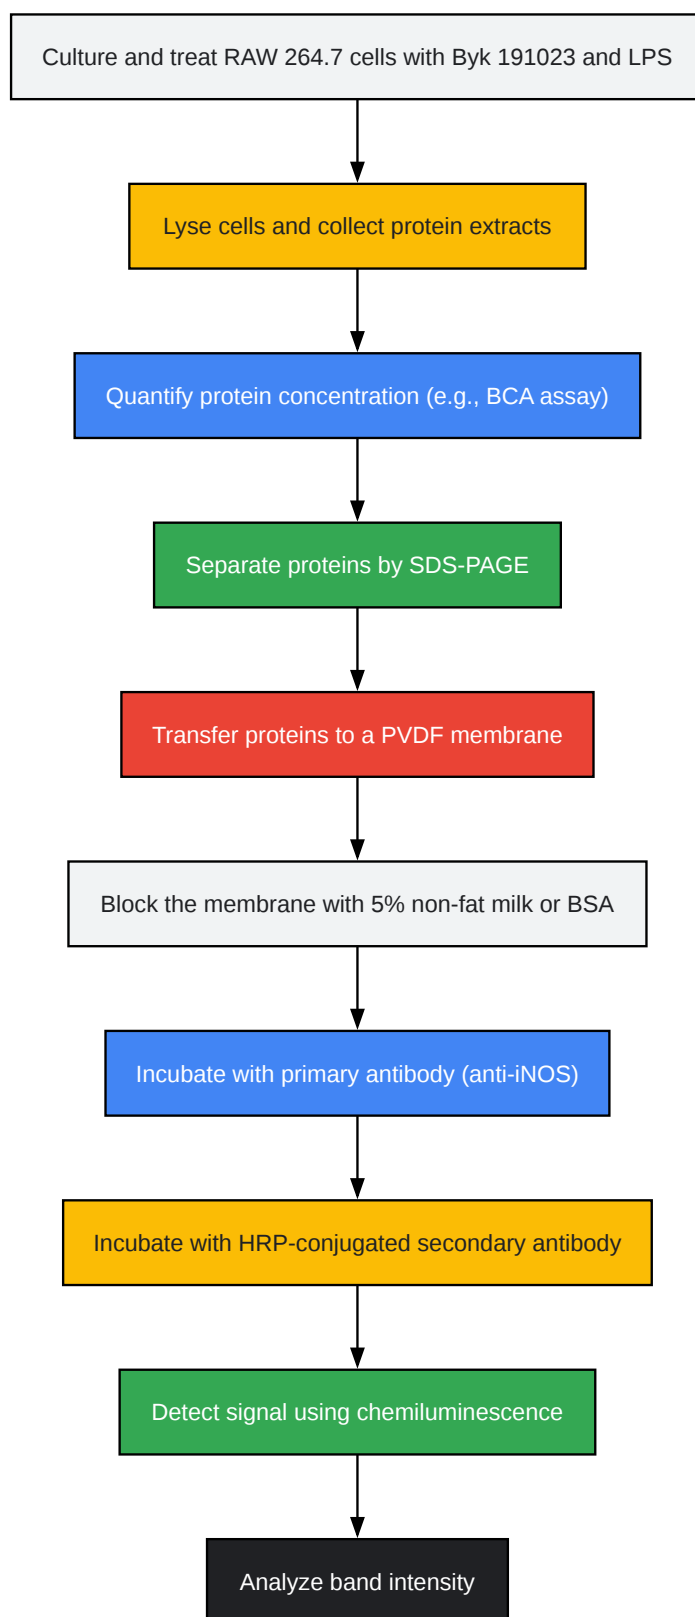 Culture and treat RAW 264.7 cells with Byk 191023 and LPS
Lyse cells and collect protein extracts
Quantify protein concentration (e.g., BCA assay)
Separate proteins by SDS-PAGE
Transfer proteins to a PVDF membrane
Block the membrane with 5% non-fat milk or BSA
Incubate with primary antibody (anti-iNOS)
Incubate with HRP-conjugated secondary antibody
Detect signal using chemiluminescence
Analyze band intensity